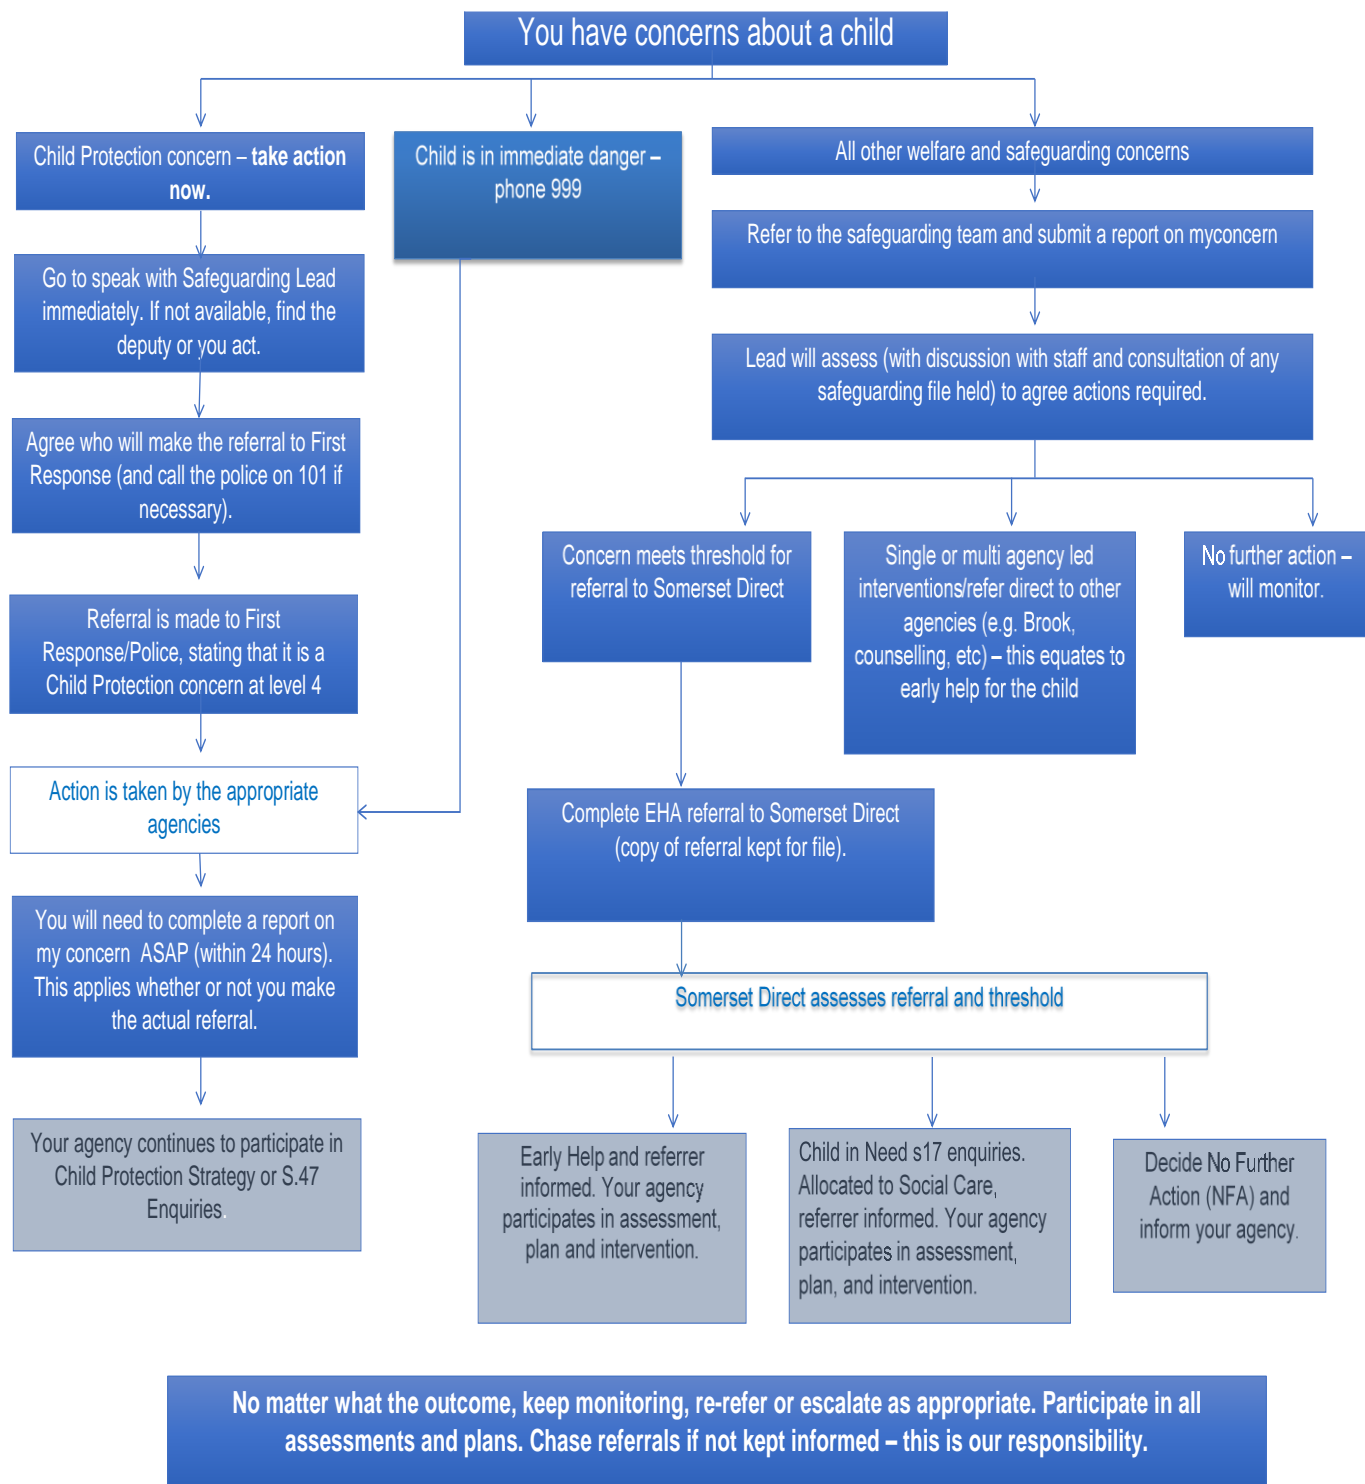 You have concerns about a child
Child Protection concern – take action
now.
Child is in immediate danger –
phone 999
All other welfare and safeguarding concerns
Go to speak with Safeguarding Lead
immediately. If not available, find the
deputy or you act.
Refer to the safeguarding team and submit a report on myconcern
Lead will assess (with discussion with staff and consultation of any
safeguarding file held) to agree actions required.
Agree who will make the referral to First
Response (and call the police on 101 if
necessary).
Concern meets threshold for
referral to Somerset Direct
Single or multi agency led
interventions/refer direct to other
agencies (e.g. Brook,
counselling, etc) – this equates to
early help for the child
No further action –
will monitor.
Referral is made to First
Response/Police, stating that it is a
Child Protection concern at level 4
Action is taken by the appropriate
agencies
Complete EHA referral to Somerset Direct
(copy of referral kept for file).
You will need to complete a report on
my concern ASAP (within 24 hours).
This applies whether or not you make
the actual referral.
Somerset Direct assesses referral and threshold
Your agency continues to participate in
Child Protection Strategy or S.47
Enquiries.
Early Help and referrer
informed. Your agency
participates in assessment,
plan and intervention.
Child in Need s17 enquiries.
Allocated to Social Care,
referrer informed. Your agency
participates in assessment,
plan, and intervention.
Decide No Further
Action (NFA) and
inform your agency.
No matter what the outcome, keep monitoring, re-refer or escalate as appropriate. Participate in all
assessments and plans. Chase referrals if not kept informed – this is our responsibility.